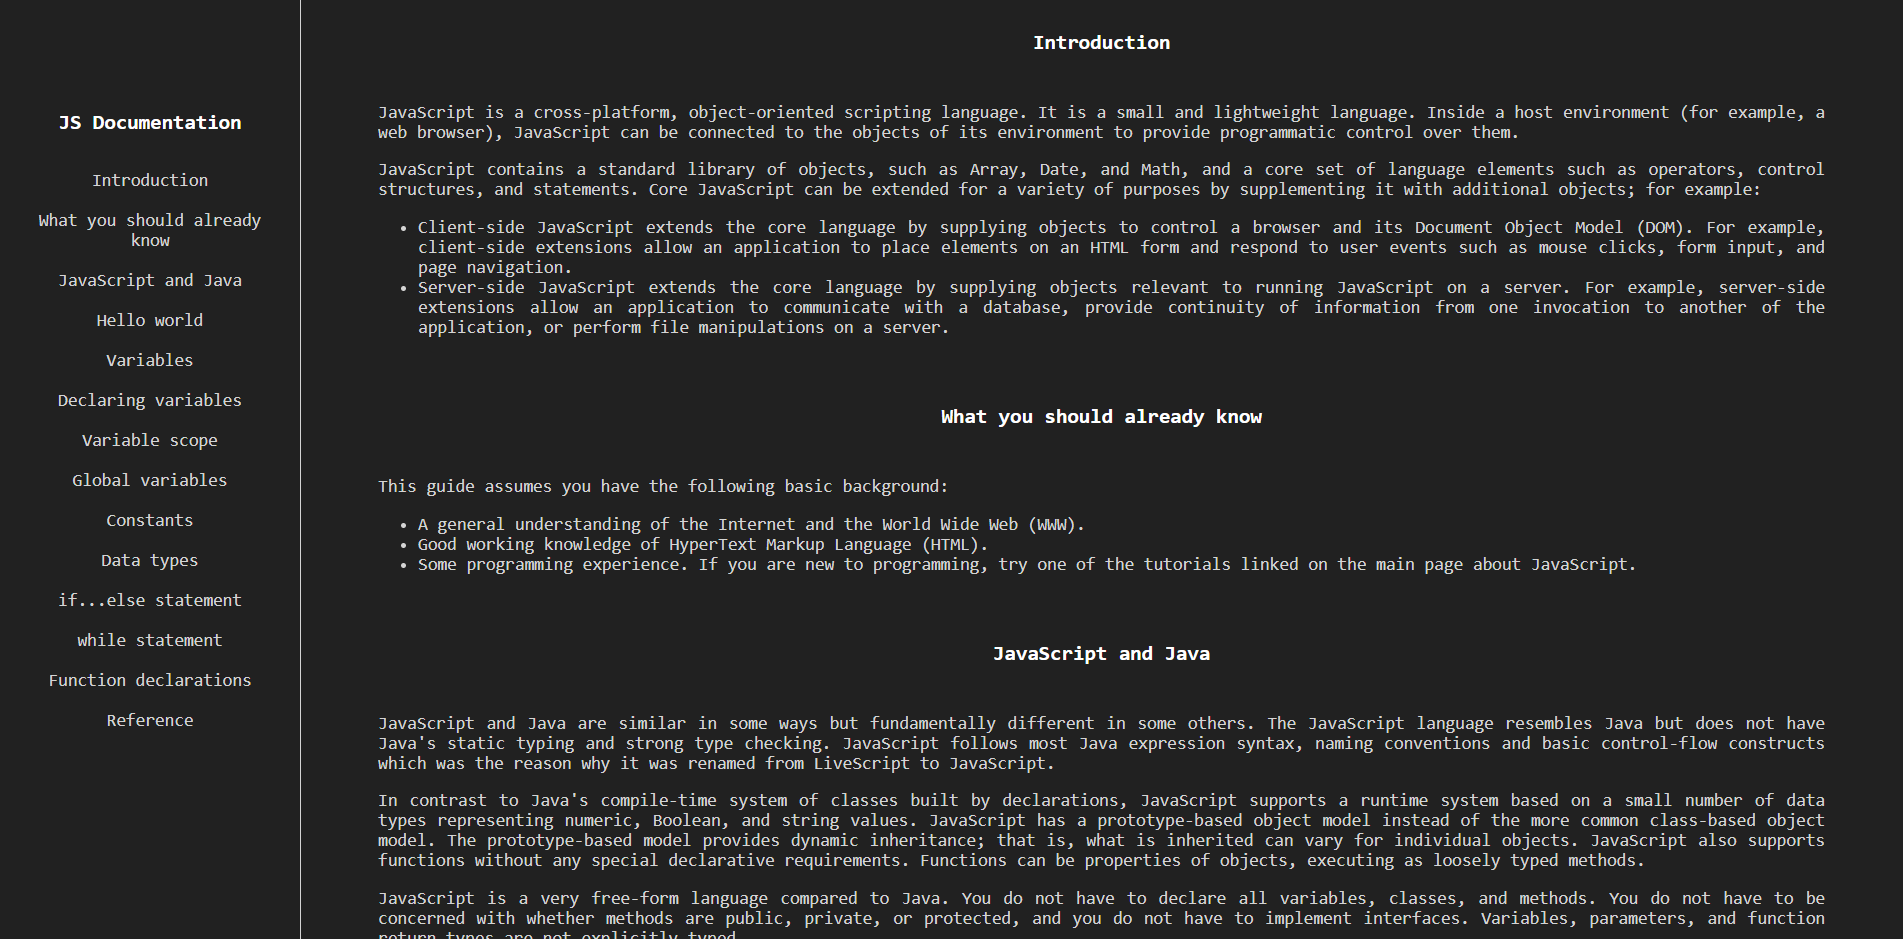 JS Documentation
Introduction
What you should already
know
JavaScript and Java
Hello world
Variables
Declaring variables
Variable scope
Global variables
Constants
Data types
if...else statement
while statement
Function declarations
Reference
Introduction
JavaScript is a cross-platform, object-oriented scripting language. It is a small and lightweight language. Inside a host environment (for example, a
web browser), JavaScript can be connected to the objects of its environment to provide programmatic control over them.
JavaScript contains a standard library of objects, such as Array, Date, and Math, and a core set of language elements such as operators, control
structures, and statements. Core JavaScript can be extended for a variety of purposes by supplementing it with additional objects; for example:
• Client-side JavaScript extends the core language by supplying objects to control a browser and its Document Object Model (DOM). For example,
client-side extensions allow an application to place elements on an HTML form and respond to user events such as mouse clicks, form input, and
page navigation.
• Server-side JavaScript extends the core language by supplying objects relevant to running JavaScript on a server. For example, server-side
extensions allow an application to communicate with a database, provide continuity of information from one invocation to another of the
application, or perform file manipulations on a server.
What you should already know
This guide assumes you have the following basic background:
• A general understanding of the Internet and the World Wide Web (WWW).
• Good working knowledge of HyperText Markup Language (HTML).
• Some programming experience. If you are new to programming, try one of the tutorials linked on the main page about JavaScript.
JavaScript and Java
JavaScript and Java are similar in some ways but fundamentally different in some others. The JavaScript language resembles Java but does not have
Java's static typing and strong type checking. JavaScript follows most Java expression syntax, naming conventions and basic control-flow constructs
which was the reason why it was renamed from LiveScript to JavaScript.
In contrast to Java's compile-time system of classes built by declarations, JavaScript supports a runtime system based on a small number of data
types representing numeric, Boolean, and string values. JavaScript has a prototype-based object model instead of the more common class-based object
model. The prototype-based model provides dynamic inheritance; that is, what is inherited can vary for individual objects. JavaScript also supports
functions without any special declarative requirements. Functions can be properties of objects, executing as loosely typed methods.
JavaScript is a very free-form language compared to Java. You do not have to declare all variables, classes, and methods. You do not have to be
concerned with whether methods are public, private, or protected, and you do not have to implement interfaces. Variables, parameters, and function
return types are not explicitly typed.